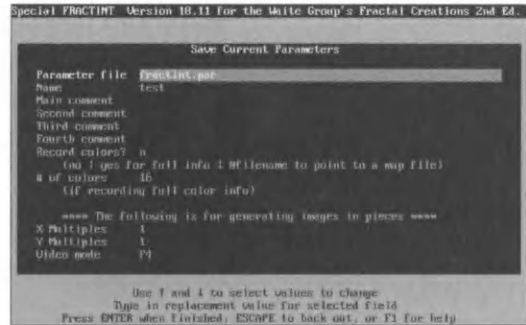 Special FRACTINT Version 18.11 for the Waite Group's Fractal Creations 2nd Ed.
Save Current Parameters
Parameter file fractint.par
Name test
Main comment
Second comment
Third comment
Fourth comment
Record colors? n
(no | yes for full info | @filename to point to a map file)
# of colors 16
(if recording full color info)
**** The following is for generating images in pieces ****
X Multiples 1
Y Multiples 1
Video mode F4
Use ↑ and ↓ to select values to change
Type in replacement value for selected field
Press ENTER when finished, ESCAPE to back out, or F1 for help